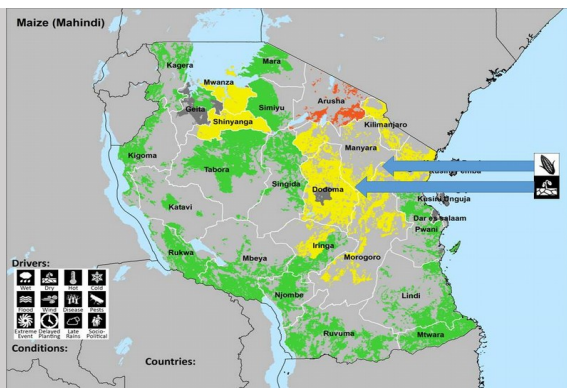 Maize (Mahindi)
Kagera
Mara
Mwanza
Geita
Simiyu
Shinyanga
Arusha
Kilimanjaro
Manyara
Kigoma
Tabora
Singida
Dodoma
Kusini Unguja
Dar es salaam
Pwani
Katavi
Iringa
Morogoro
Rukwa
Mbeya
Njombe
Lindi
Ruvuma
Mtwara
Drivers:
Wet Dry Hot Cold
Flood Wind Disease Pests
Extreme Event Delayed Planting Late Rains Socio-Political
Conditions:
Countries: